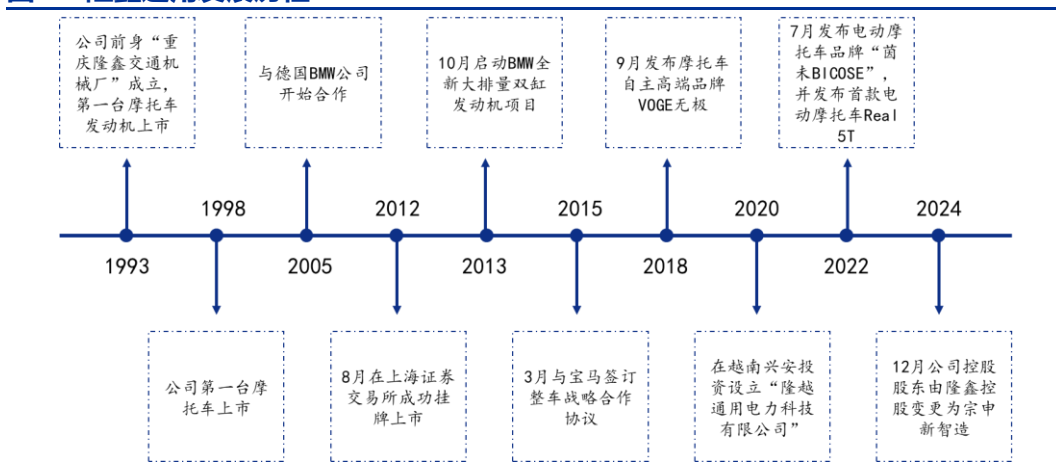 公司前身“重
庆隆鑫交通机
械厂”成立，
第一台摩托车
发动机上市
与德国BMW公司
开始合作
10月启动BMW全
新大排量双缸
发动机项目
9月发布摩托车
自主高端品牌
VOGE无极
7月发布电动摩
托车品牌“茵
未BICOSE”，
并发布首款电
动摩托车Real
5T
1998
2012
2015
2020
2024
1993
2005
2013
2018
2022
公司第一台摩
托车上市
8月在上海证券
交易所成功挂
牌上市
3月与宝马签订
整车战略合作
协议
在越南兴安投
资设立“隆越
通用电力科技
有限公司”
12月公司控股
股东由隆鑫控
股变更为宗申
新智造